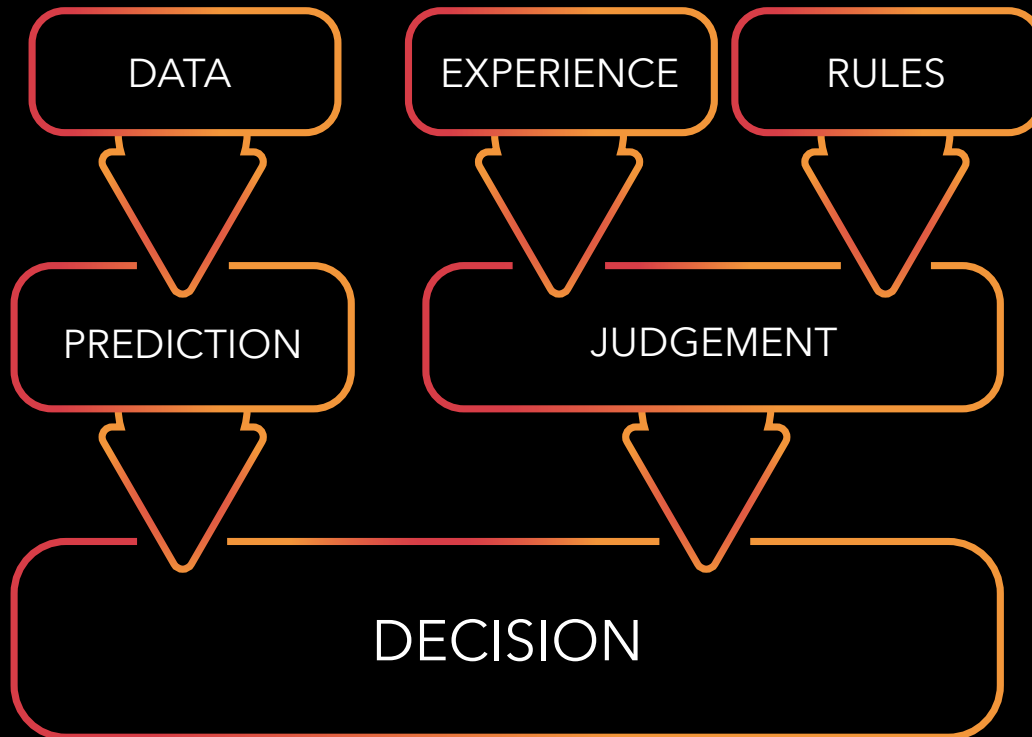 DATA
EXPERIENCE
RULES
PREDICTION
JUDGEMENT
DECISION